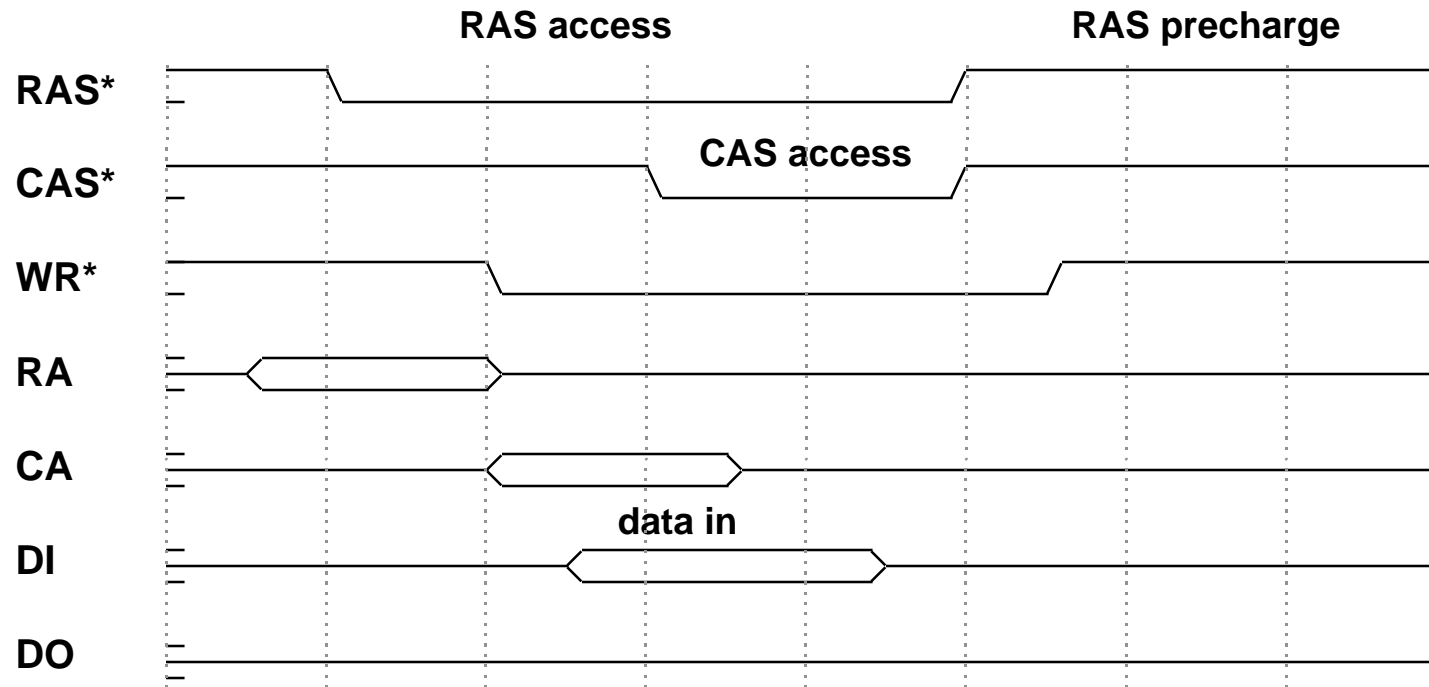 RAS access
RAS precharge
RAS*
CAS access
CAS*
WR*
RA
CA
data in
DI
DO